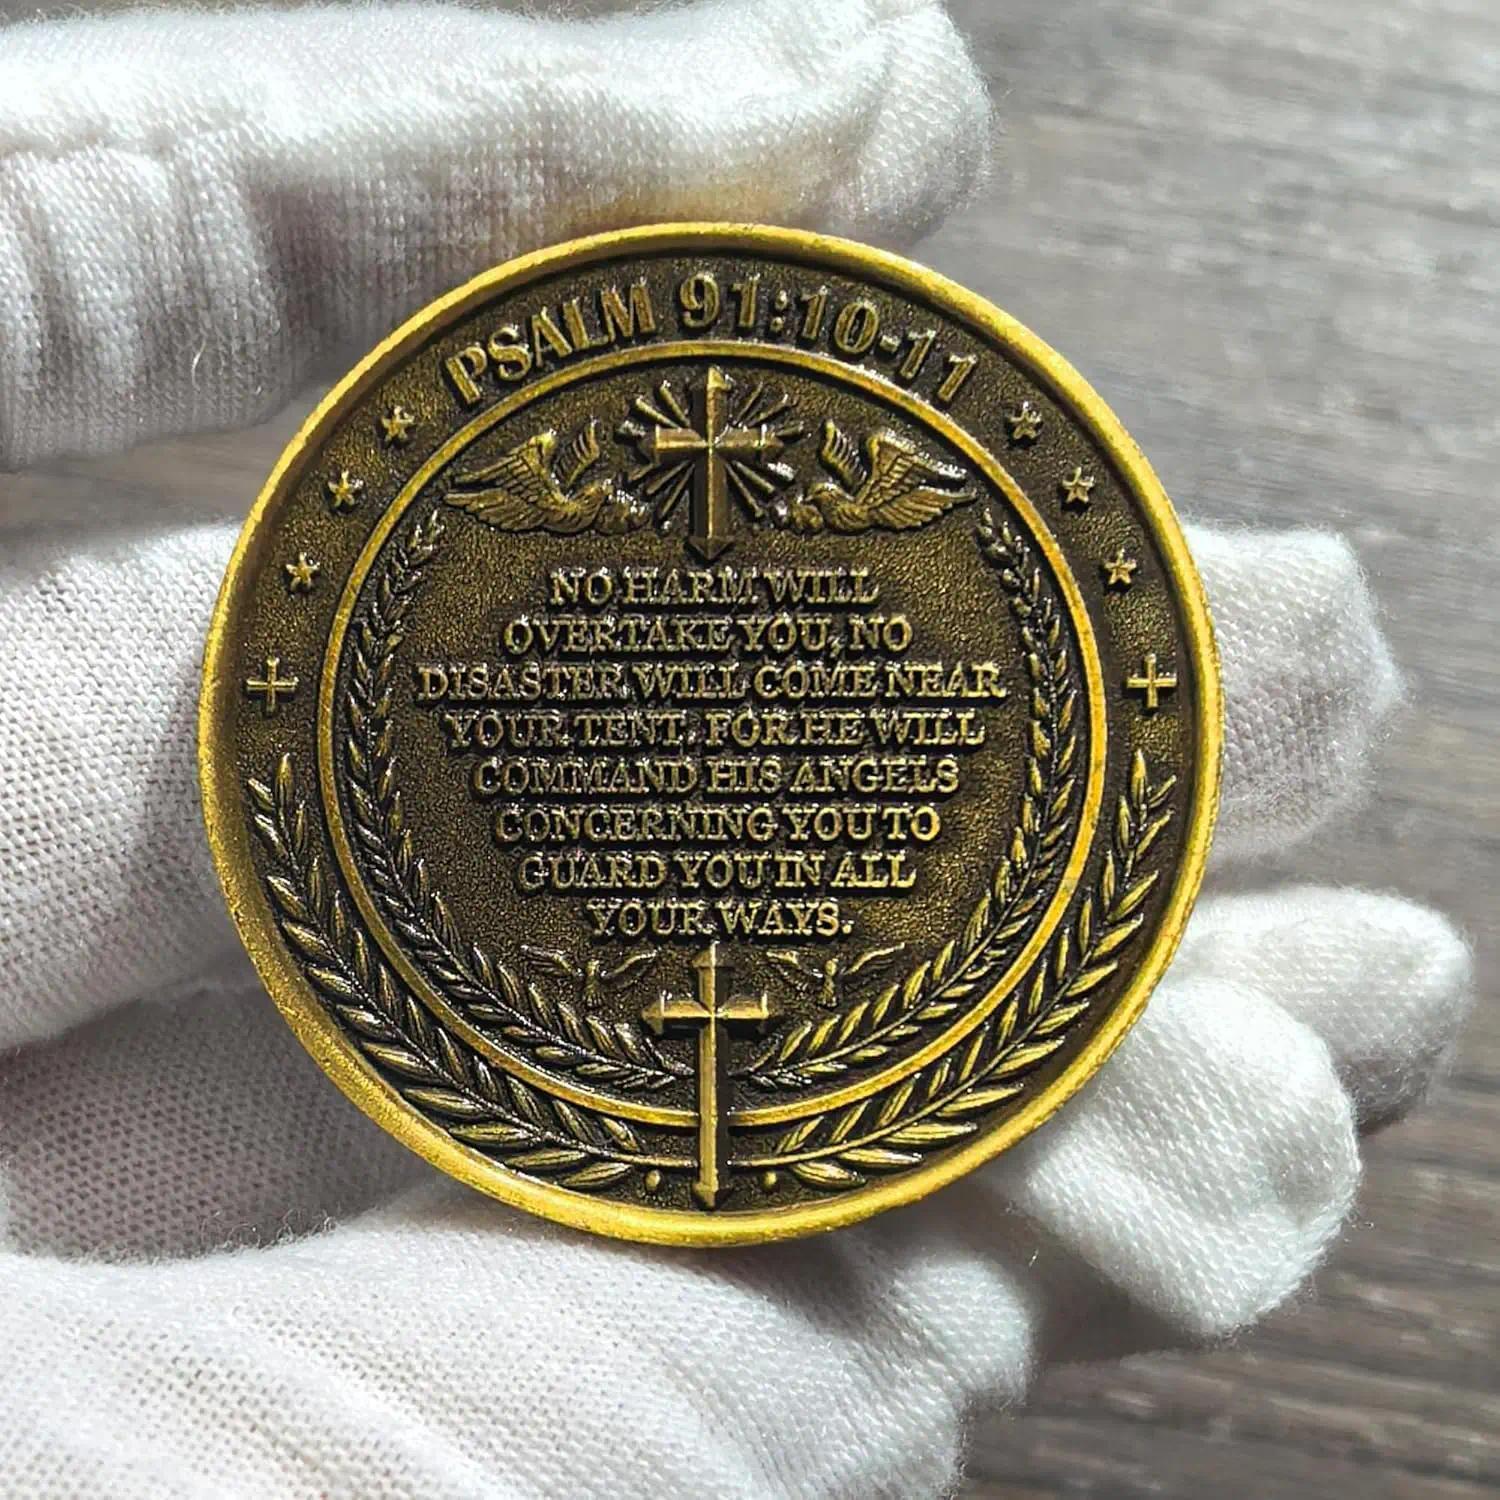 PSALM 91:10-11
NO HARM WILL
OVERTAKE YOU, NO
DISASTER WILL COME NEAR
YOUR TENT. FOR HE WILL
COMMAND HIS ANGELS
CONCERNING YOU TO
GUARD YOU IN ALL
YOUR WAYS.